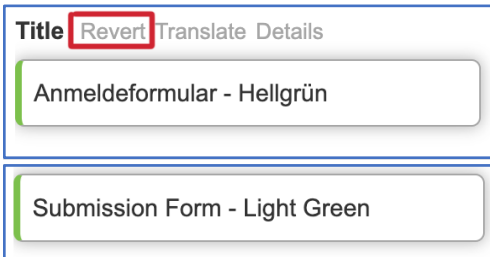 Title Revert Translate Details
Anmeldeformular - Hellgrün
Submission Form - Light Green